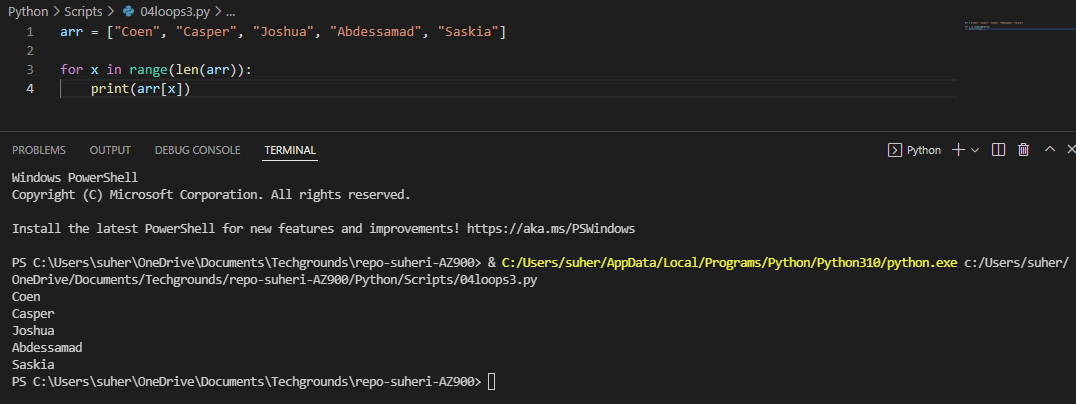 Python > Scripts > 04loops3.py > ...
1 arr = ["Coen", "Casper", "Joshua", "Abdessamad", "Saskia"]
2
3 for x in range(len(arr)):
4     print(arr[x])
PROBLEMS OUTPUT DEBUG CONSOLE TERMINAL Python
Windows PowerShell
Copyright (C) Microsoft Corporation. All rights reserved.
Install the latest PowerShell for new features and improvements! https://aka.ms/PSWindows
PS C:\Users\suher\OneDrive\Documents\Techgrounds\repo-suheri-AZ900> & C:/Users/suher/AppData/Local/Programs/Python/Python310/python.exe c:/Users/suher/
OneDrive/Documents/Techgrounds/repo-suheri-AZ900/Python/Scripts/04loops3.py
Coen
Casper
Joshua
Abdessamad
Saskia
PS C:\Users\suher\OneDrive\Documents\Techgrounds\repo-suheri-AZ900>